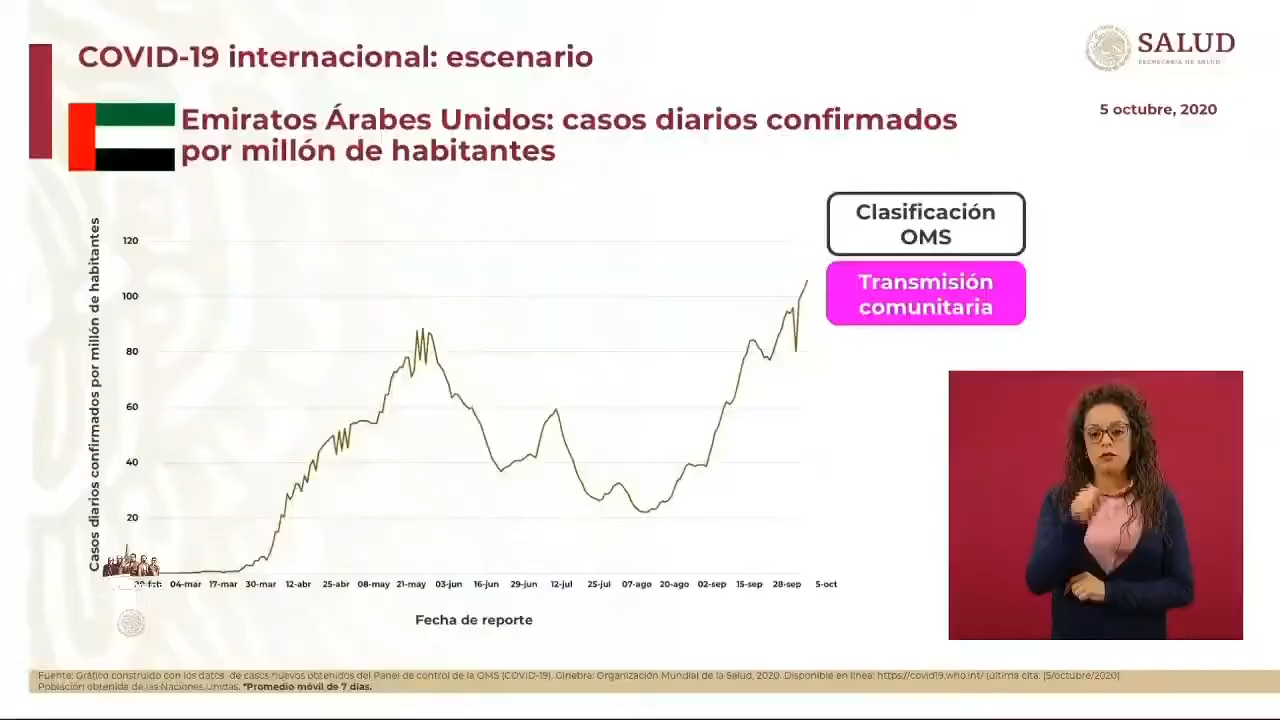 COVID-19 internacional: escenario
SALUD
SECRETARÍA DE SALUD
5 octubre, 2020
Emiratos Árabes Unidos: casos diarios confirmados
por millón de habitantes
Clasificación
OMS
Transmisión
comunitaria
Casos diarios confirmados por millón de habitantes
120
100
80
60
40
20
04-mar 17-mar 30-mar 12-abr 25-abr 08-may 21-may 03-jun 16-jun 29-jun 12-jul 25-jul 07-ago 20-ago 02-sep 15-sep 28-sep 5-oct
Fecha de reporte
Fuente: Gráfico construido con los datos de casos nuevos obtenidos del Panel de control de la OMS (COVID-19). Ginebra: Organización Mundial de la Salud, 2020. Disponible en línea: https://covid19.who.int/ (última cita: [5/octubre/2020]
Población obtenida de las Naciones Unidas. *Promedio móvil de 7 días.